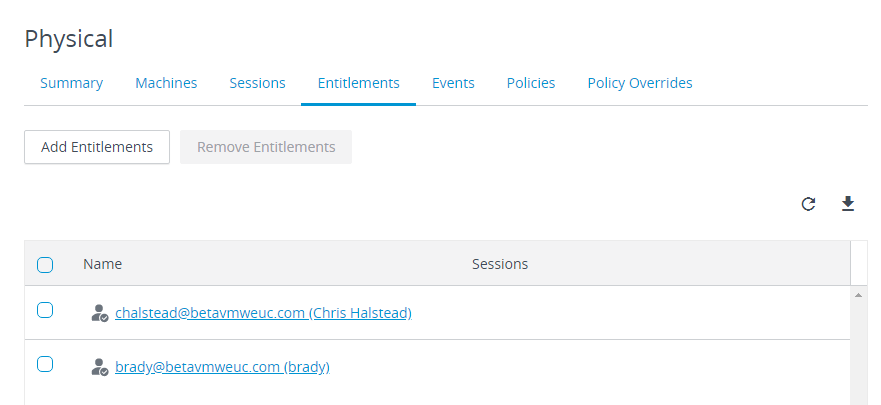 Physical
Summary Machines Sessions Entitlements Events Policies Policy Overrides
Add Entitlements Remove Entitlements
Name Sessions
chalstead@betavmweuc.com (Chris Halstead)
brady@betavmweuc.com (brady)